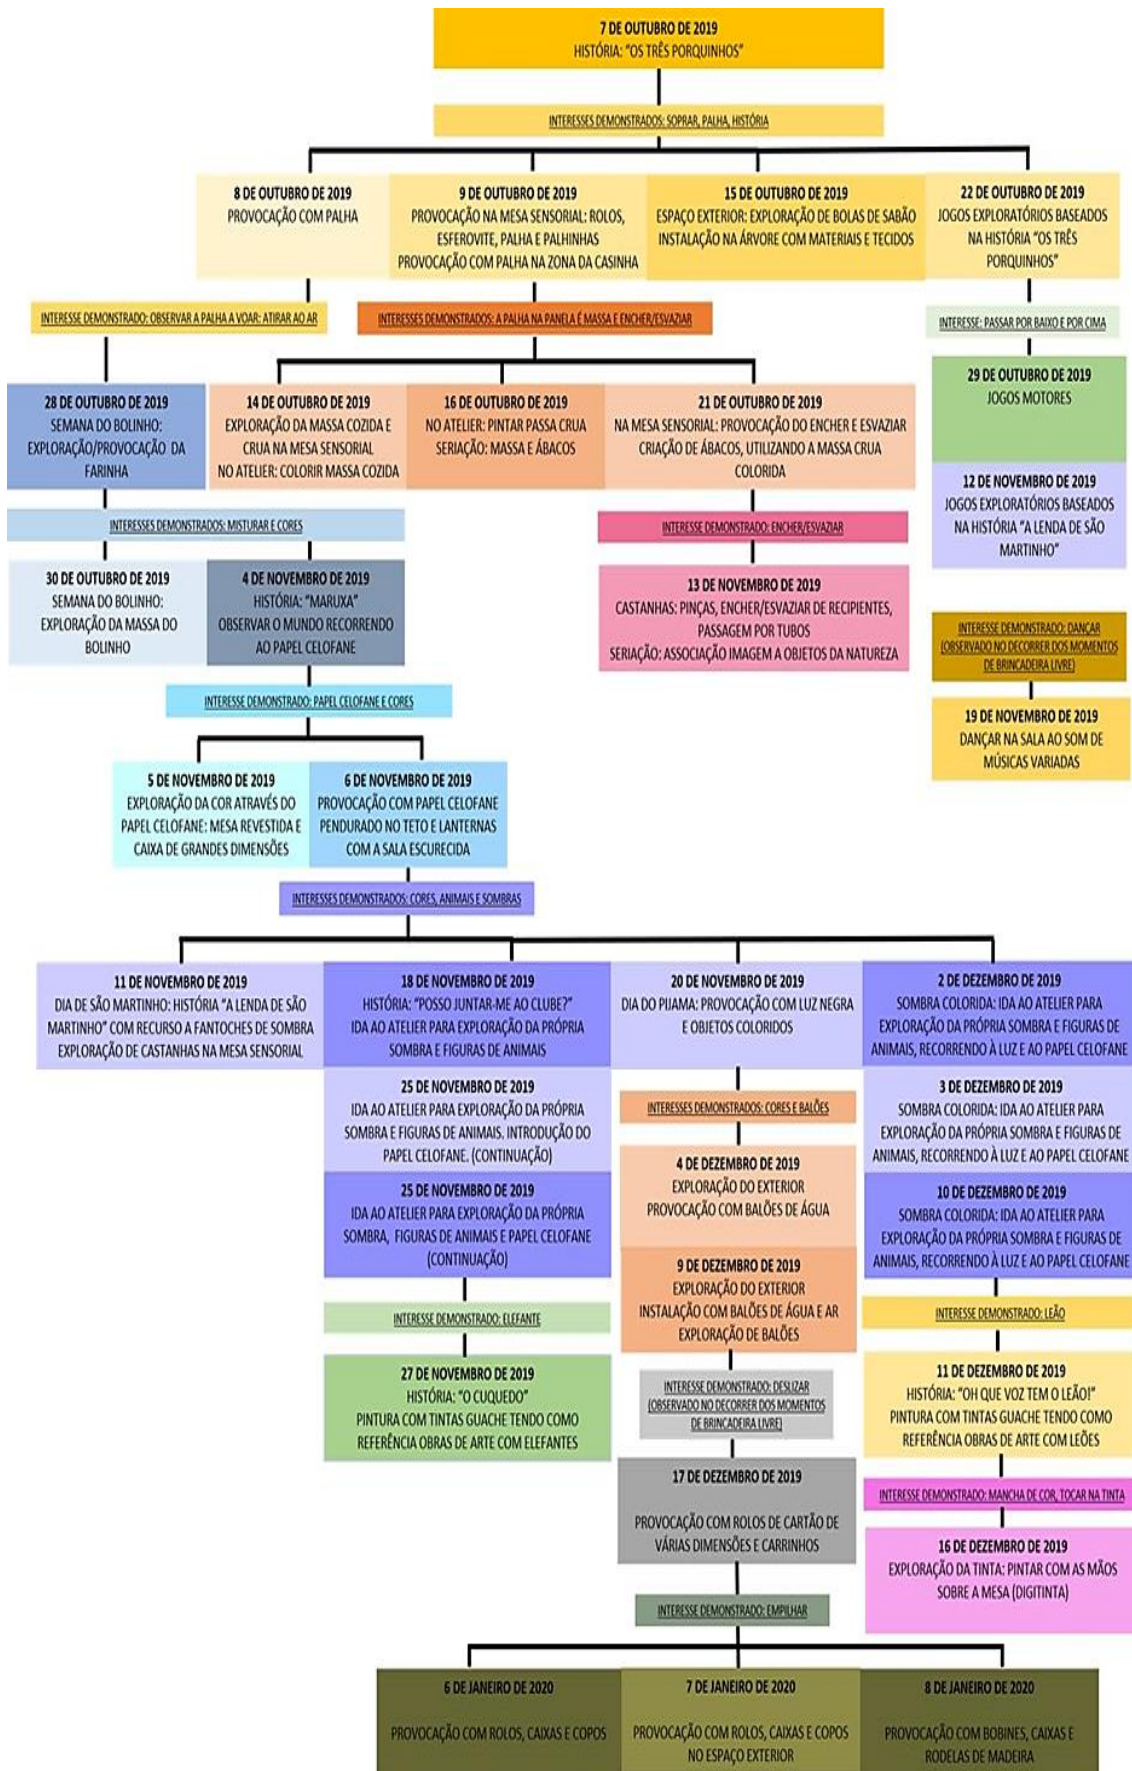 7 DE OUTUBRO DE 2019
HISTÓRIA: "OS TRÊS PORQUINHOS"
INTERESSES DEMONSTRADOS: SOPRAR, PALHA, HISTÓRIA
8 DE OUTUBRO DE 2019
PROVOCAÇÃO COM PALHA
9 DE OUTUBRO DE 2019
PROVOCAÇÃO NA MESA SENSORIAL: ROLOS,
ESFEROVITE, PALHA E PALHINHAS
PROVOCAÇÃO COM PALHA NA ZONA DA CASINHA
15 DE OUTUBRO DE 2019
ESPAÇO EXTERIOR: EXPLORAÇÃO DE BOLAS DE SABÃO
INSTALAÇÃO NA ÁRVORE COM MATERIAIS E TECIDOS
22 DE OUTUBRO DE 2019
JOGOS EXPLORATÓRIOS BASEADOS
NA HISTÓRIA "OS TRÊS
PORQUINHOS"
INTERESSE DEMONSTRADO: OBSERVAR A PALHA A VOAR: ATIRAR AO AR
INTERESSES DEMONSTRADOS: A PALHA NA PANELA É MASSA E ENCHER/ESVAZIAR
INTERESSE: PASSAR POR BAIXO E POR CIMA
28 DE OUTUBRO DE 2019
SEMANA DO BOLINHO:
EXPLORAÇÃO/PROVOCAÇÃO DA
FARINHA
14 DE OUTUBRO DE 2019
EXPLORAÇÃO DA MASSA COZIDA E
CRUA NA MESA SENSORIAL
NO ATELIER: COLORIR MASSA COZIDA
16 DE OUTUBRO DE 2019
NO ATELIER: PINTAR PASSA CRUA
SERIAÇÃO: MASSA E ÁBACOS
21 DE OUTUBRO DE 2019
NA MESA SENSORIAL: PROVOCAÇÃO DO ENCHER E ESVAZIAR
CRIAÇÃO DE ÁBACOS, UTILIZANDO A MASSA CRUA
COLORIDA
29 DE OUTUBRO DE 2019
JOGOS MOTORES
12 DE NOVEMBRO DE 2019
JOGOS EXPLORATÓRIOS BASEADOS
NA HISTÓRIA "A LENDA DE SÃO
MARTINHO"
INTERESSES DEMONSTRADOS: MISTURAR E CORES
INTERESSE DEMONSTRADO: ENCHER/ESVAZIAR
30 DE OUTUBRO DE 2019
SEMANA DO BOLINHO:
EXPLORAÇÃO DA MASSA DO
BOLINHO
4 DE NOVEMBRO DE 2019
HISTÓRIA: "MARUXA"
OBSERVAR O MUNDO RECORRENDO
AO PAPEL CELOFANE
13 DE NOVEMBRO DE 2019
CASTANHAS: PINÇAS, ENCHER/ESVAZIAR DE RECIPIENTES,
PASSAGEM POR TUBOS
SERIAÇÃO: ASSOCIAÇÃO IMAGEM A OBJETOS DA NATUREZA
INTERESSE DEMONSTRADO: DANÇAR
(OBSERVADO NO DECORRER DOS MOMENTOS
DE BRINCADEIRA LIVRE)
INTERESSE DEMONSTRADO: PAPEL CELOFANE E CORES
19 DE NOVEMBRO DE 2019
DANÇAR NA SALA AO SOM DE
MÚSICAS VARIADAS
5 DE NOVEMBRO DE 2019
EXPLORAÇÃO DA COR ATRAVÉS DO
PAPEL CELOFANE: MESA REVESTIDA E
CAIXA DE GRANDES DIMENSÕES
6 DE NOVEMBRO DE 2019
PROVOCAÇÃO COM PAPEL CELOFANE
PENDURADO NO TETO E LANTERNAS
COM A SALA ESCURECIDA
INTERESSES DEMONSTRADOS: CORES, ANIMAIS E SOMBRAS
11 DE NOVEMBRO DE 2019
DIA DE SÃO MARTINHO: HISTÓRIA "A LENDA DE SÃO
MARTINHO" COM RECURSO A FANTOCHES DE SOMBRA
EXPLORAÇÃO DE CASTANHAS NA MESA SENSORIAL
18 DE NOVEMBRO DE 2019
HISTÓRIA: "POSSO JUNTAR-ME AO CLUBE?"
IDA AO ATELIER PARA EXPLORAÇÃO DA PRÓPRIA
SOMBRA E FIGURAS DE ANIMAIS
20 DE NOVEMBRO DE 2019
DIA DO PIJAMA: PROVOCAÇÃO COM LUZ NEGRA
E OBJETOS COLORIDOS
2 DE DEZEMBRO DE 2019
SOMBRA COLORIDA: IDA AO ATELIER PARA
EXPLORAÇÃO DA PRÓPRIA SOMBRA E FIGURAS DE
ANIMAIS, RECORRENDO À LUZ E AO PAPEL CELOFANE
25 DE NOVEMBRO DE 2019
IDA AO ATELIER PARA EXPLORAÇÃO DA PRÓPRIA
SOMBRA E FIGURAS DE ANIMAIS. INTRODUÇÃO DO
PAPEL CELOFANE. (CONTINUAÇÃO)
INTERESSES DEMONSTRADOS: CORES E BALÕES
3 DE DEZEMBRO DE 2019
SOMBRA COLORIDA: IDA AO ATELIER PARA
EXPLORAÇÃO DA PRÓPRIA SOMBRA E FIGURAS DE
ANIMAIS, RECORRENDO À LUZ E AO PAPEL CELOFANE
25 DE NOVEMBRO DE 2019
IDA AO ATELIER PARA EXPLORAÇÃO DA PRÓPRIA
SOMBRA, FIGURAS DE ANIMAIS E PAPEL CELOFANE
(CONTINUAÇÃO)
4 DE DEZEMBRO DE 2019
EXPLORAÇÃO DO EXTERIOR
PROVOCAÇÃO COM BALÕES DE ÁGUA
10 DE DEZEMBRO DE 2019
SOMBRA COLORIDA: IDA AO ATELIER PARA
EXPLORAÇÃO DA PRÓPRIA SOMBRA E FIGURAS DE
ANIMAIS, RECORRENDO À LUZ E AO PAPEL CELOFANE
9 DE DEZEMBRO DE 2019
EXPLORAÇÃO DO EXTERIOR
INSTALAÇÃO COM BALÕES DE ÁGUA E AR
EXPLORAÇÃO DE BALÕES
INTERESSE DEMONSTRADO: ELEFANTE
INTERESSE DEMONSTRADO: LEÃO
27 DE NOVEMBRO DE 2019
HISTÓRIA: "O CUQUEDO"
PINTURA COM TINTAS GUACHE TENDO COMO
REFERÊNCIA OBRAS DE ARTE COM ELEFANTES
INTERESSE DEMONSTRADO: DESLIZAR
(OBSERVADO NO DECORRER DOS MOMENTOS
DE BRINCADEIRA LIVRE)
11 DE DEZEMBRO DE 2019
HISTÓRIA: "OH QUE VOZ TEM O LEÃO!"
PINTURA COM TINTAS GUACHE TENDO COMO
REFERÊNCIA OBRAS DE ARTE COM LEÕES
17 DE DEZEMBRO DE 2019
PROVOCAÇÃO COM ROLOS DE CARTÃO DE
VÁRIAS DIMENSÕES E CARRINHOS
INTERESSE DEMONSTRADO: MANCHA DE COR, TOCAR NA TINTA
16 DE DEZEMBRO DE 2019
EXPLORAÇÃO DA TINTA: PINTAR COM AS MÃOS
SOBRE A MESA (DIGITINTA)
INTERESSE DEMONSTRADO: EMPILHAR
6 DE JANEIRO DE 2020
PROVOCAÇÃO COM ROLOS, CAIXAS E COPOS
7 DE JANEIRO DE 2020
PROVOCAÇÃO COM ROLOS, CAIXAS E COPOS
NO ESPAÇO EXTERIOR
8 DE JANEIRO DE 2020
PROVOCAÇÃO COM BOBINES, CAIXAS E
RODELAS DE MADEIRA